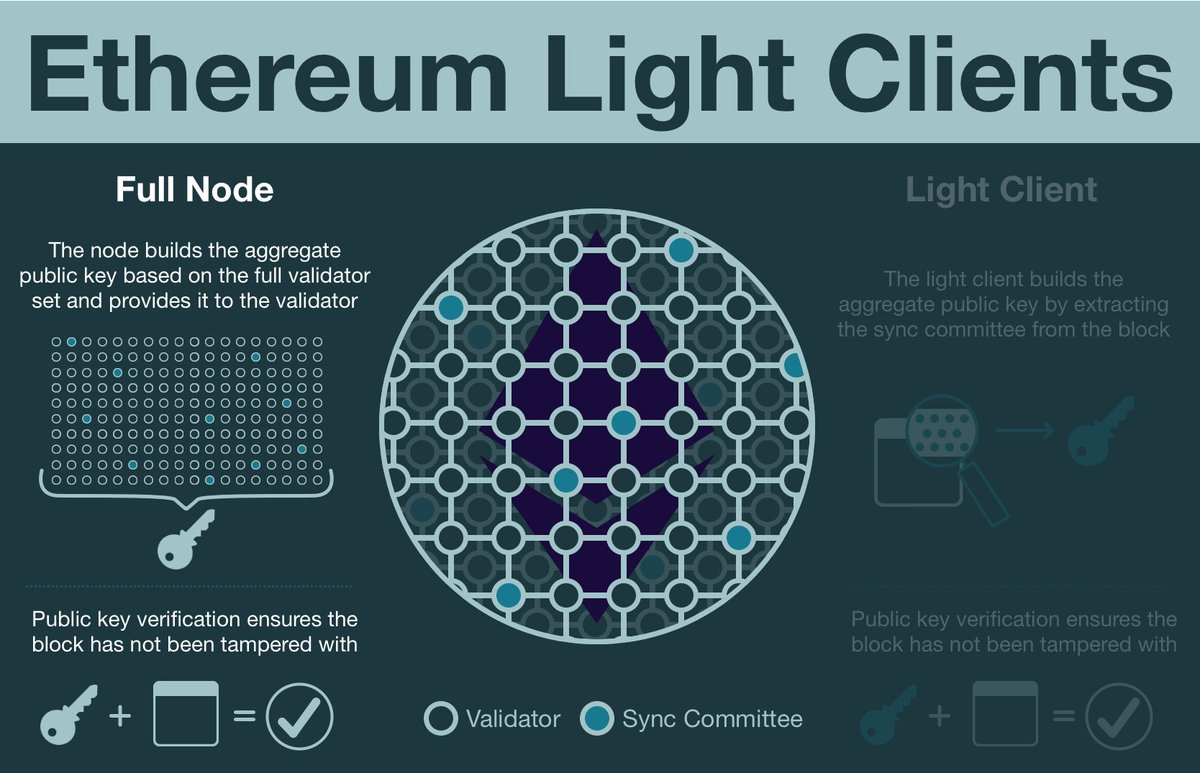 Ethereum Light Clients
Full Node
The node builds the aggregate
public key based on the full validator
set and provides it to the validator
Public key verification ensures the
block has not been tampered with
+
=
Validator
Sync Committee
Light Client
The light client builds the
aggregate public key by extracting
the sync committee from the block
Public key verification ensures the
block has not been tampered with
+
=